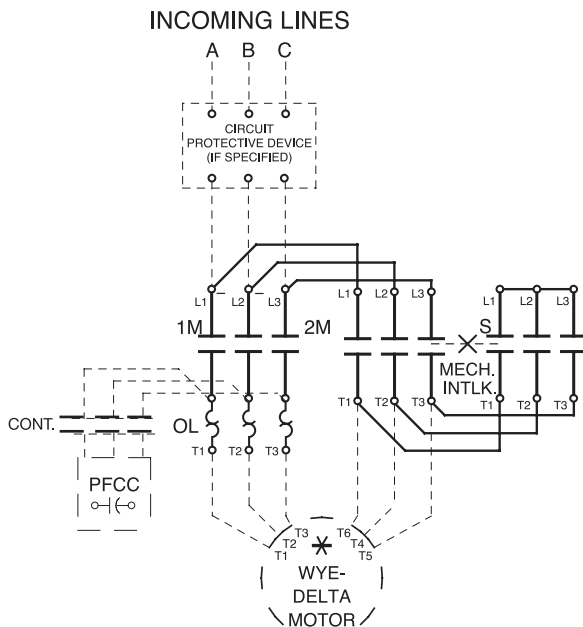 INCOMING LINES
A B C
CIRCUIT
PROTECTIVE DEVICE
(IF SPECIFIED)
L1 L2 L3 L1 L2 L3 L1 L2 L3
1M 2M S
MECH.
INTLK.
T1 T2 T3 T1 T2 T3
CONT. OL
T1 T2 T3
PFCC
T3 T6
T2 T4
T1 T5
WYE-
DELTA
MOTOR